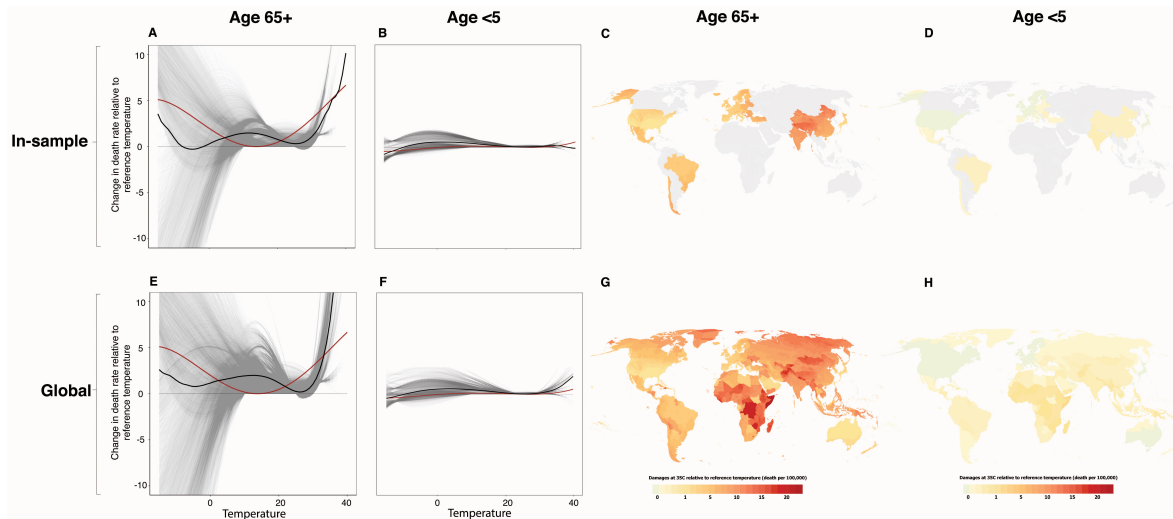 Age 65+
Age <5
Age 65+
Age <5
A
B
C
D
In-sample
Change in death rate relative to
reference temperature
10
5
0
-5
-10
E
F
G
H
Global
Change in death rate relative to
reference temperature
10
5
0
-5
-10
0
20
40
Temperature
0
20
40
Temperature
Damages at 35C relative to reference temperature (death per 100,000)
0
5
10
15
20
Damages at 35C relative to reference temperature (death per 100,000)
0
5
10
15
20